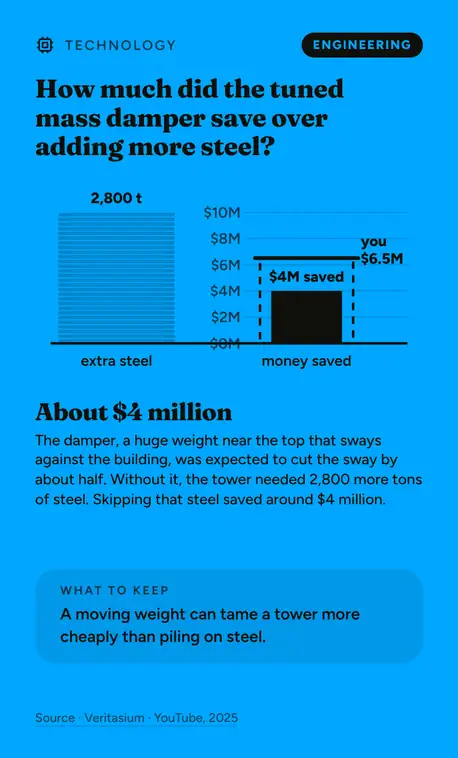 TECHNOLOGY
ENGINEERING
How much did the tuned
mass damper save over
adding more steel?
2,800 t
$10M
$8M
you
$6.5M
$6M
$4M saved
$4M
$2M
$0M
extra steel
money saved
About $4 million
The damper, a huge weight near the top that sways
against the building, was expected to cut the sway by
about half. Without it, the tower needed 2,800 more tons
of steel. Skipping that steel saved around $4 million.
WHAT TO KEEP
A moving weight can tame a tower more
cheaply than piling on steel.
Source · Veritasium · YouTube, 2025